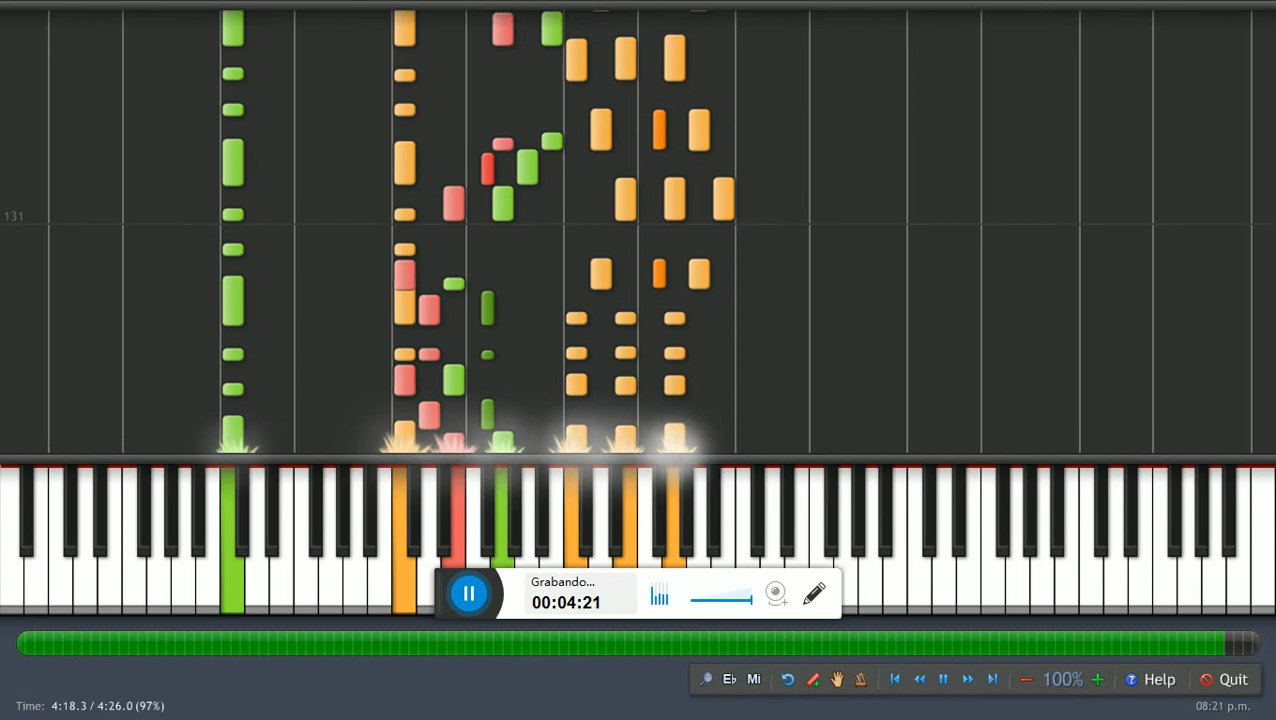 131
Grabando...
00:04:21
Eb Mi 100% Help Quit
Time: 4:18.3 / 4:26.0 (97%)
08:21 p.m.